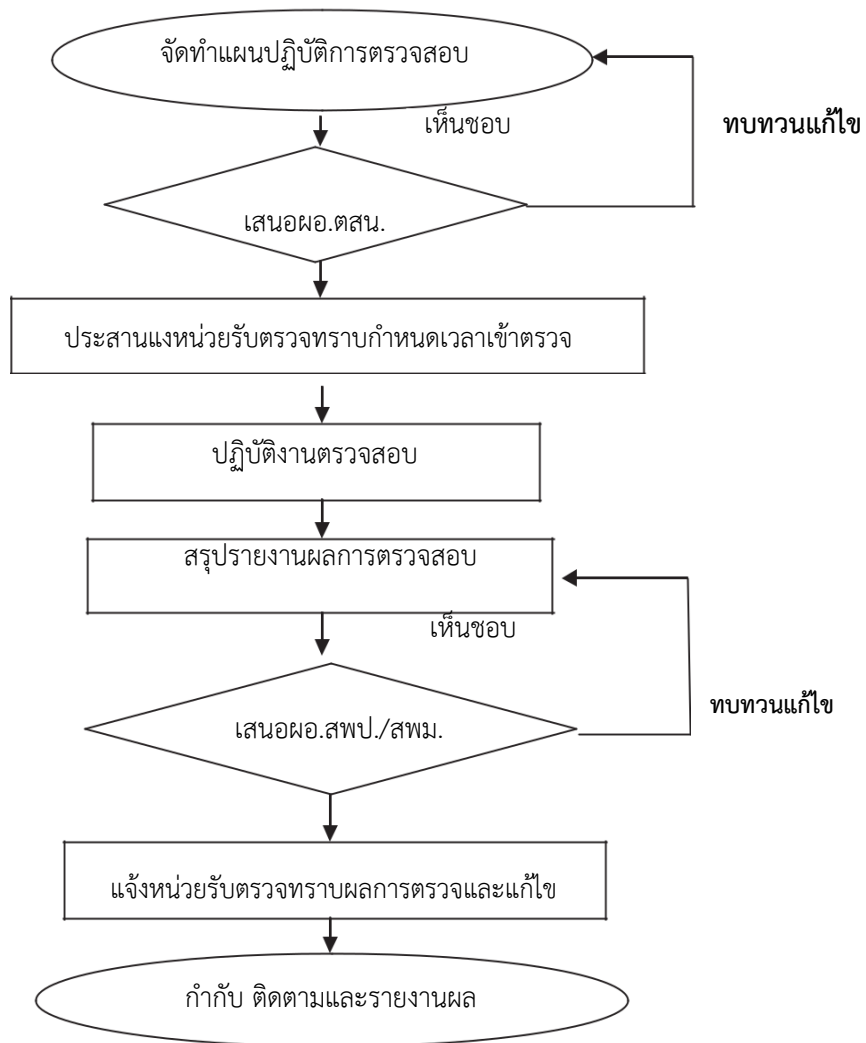 จัดทำแผนปฏิบัติการตรวจสอบ
เห็นชอบ
ทบทวนแก้ไข
เสนอผอ.ตสน.
ประสานแงหน่วยรับตรวจทราบกำหนดเวลาเข้าตรวจ
ปฏิบัติงานตรวจสอบ
สรุปรายงานผลการตรวจสอบ
เห็นชอบ
ทบทวนแก้ไข
เสนอผอ.สพป./สพม.
แจ้งหน่วยรับตรวจทราบผลการตรวจและแก้ไข
กำกับ ติดตามและรายงานผล